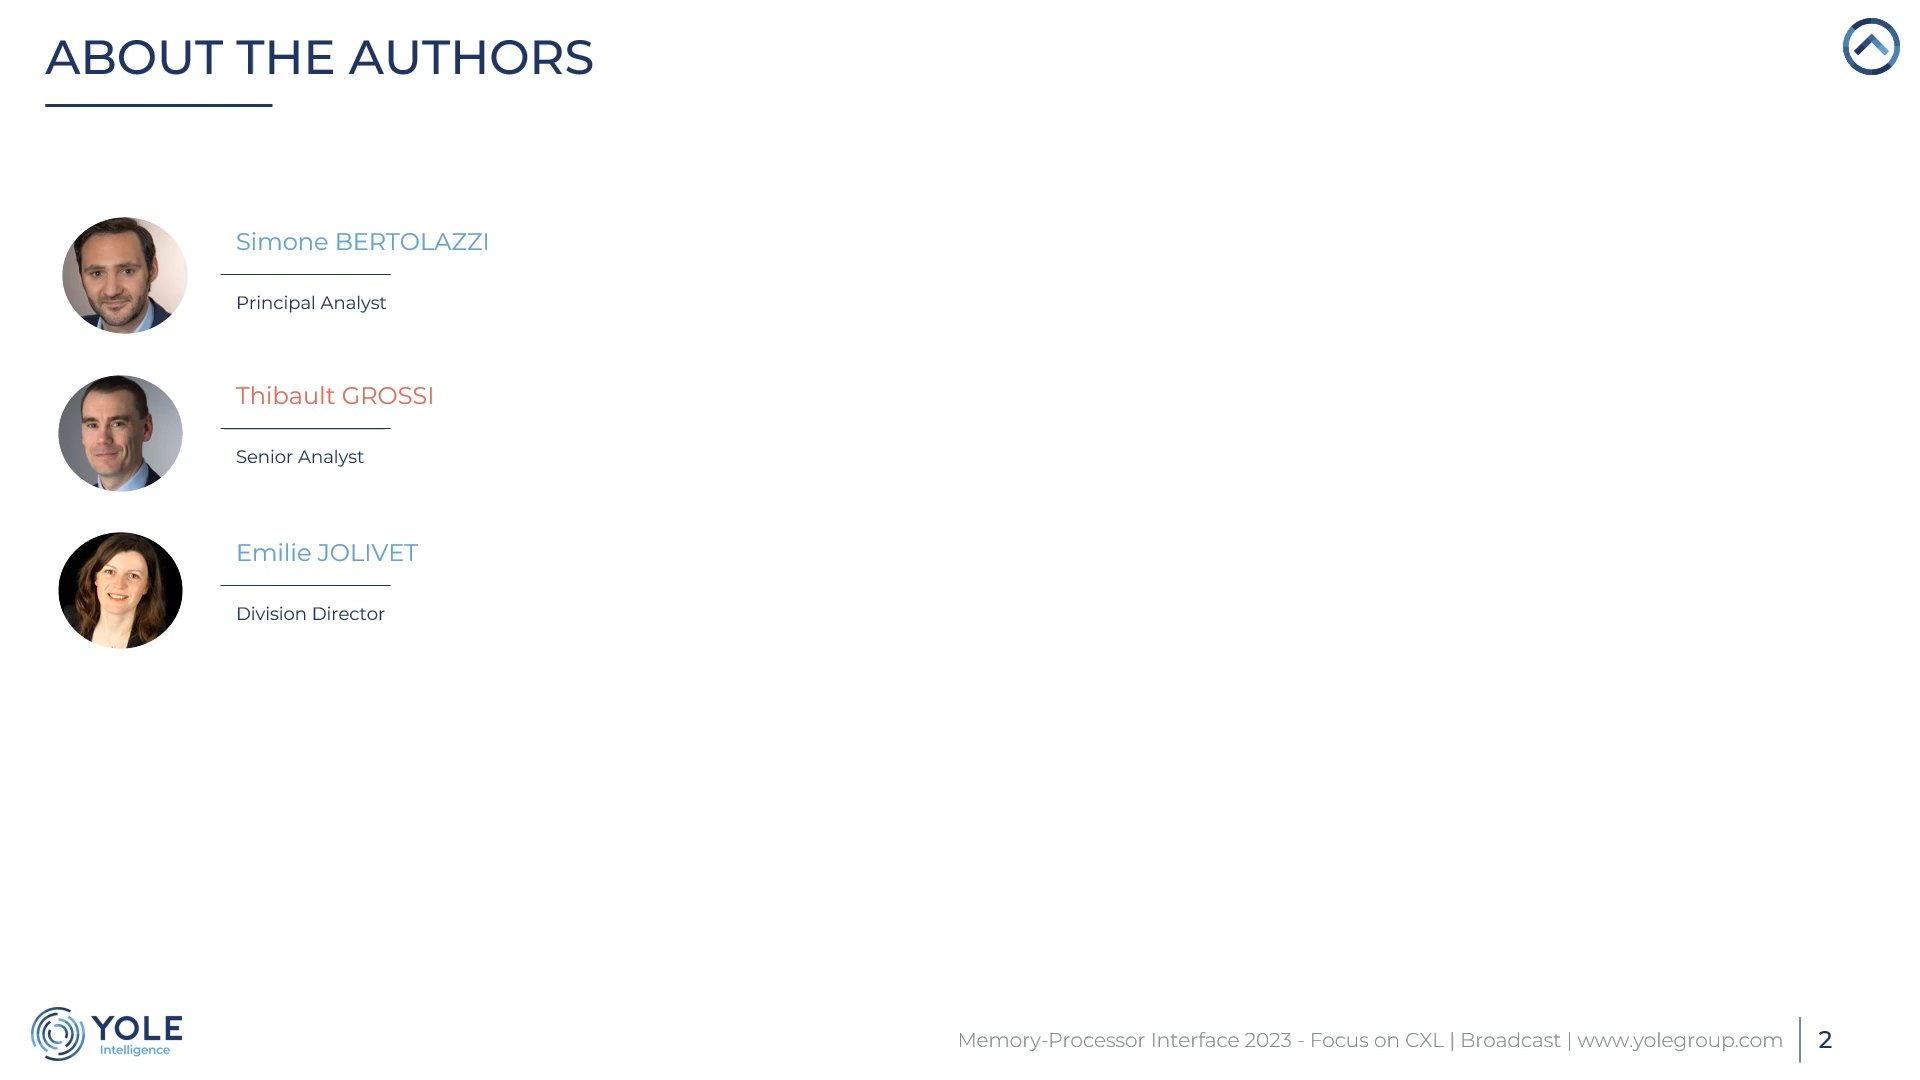 ABOUT THE AUTHORS
Simone BERTOLAZZI
Principal Analyst
Thibault GROSSI
Senior Analyst
Emilie JOLIVET
Division Director
YOLE
Intelligence
Memory-Processor Interface 2023 - Focus on CXL | Broadcast | www.yolegroup.com
2